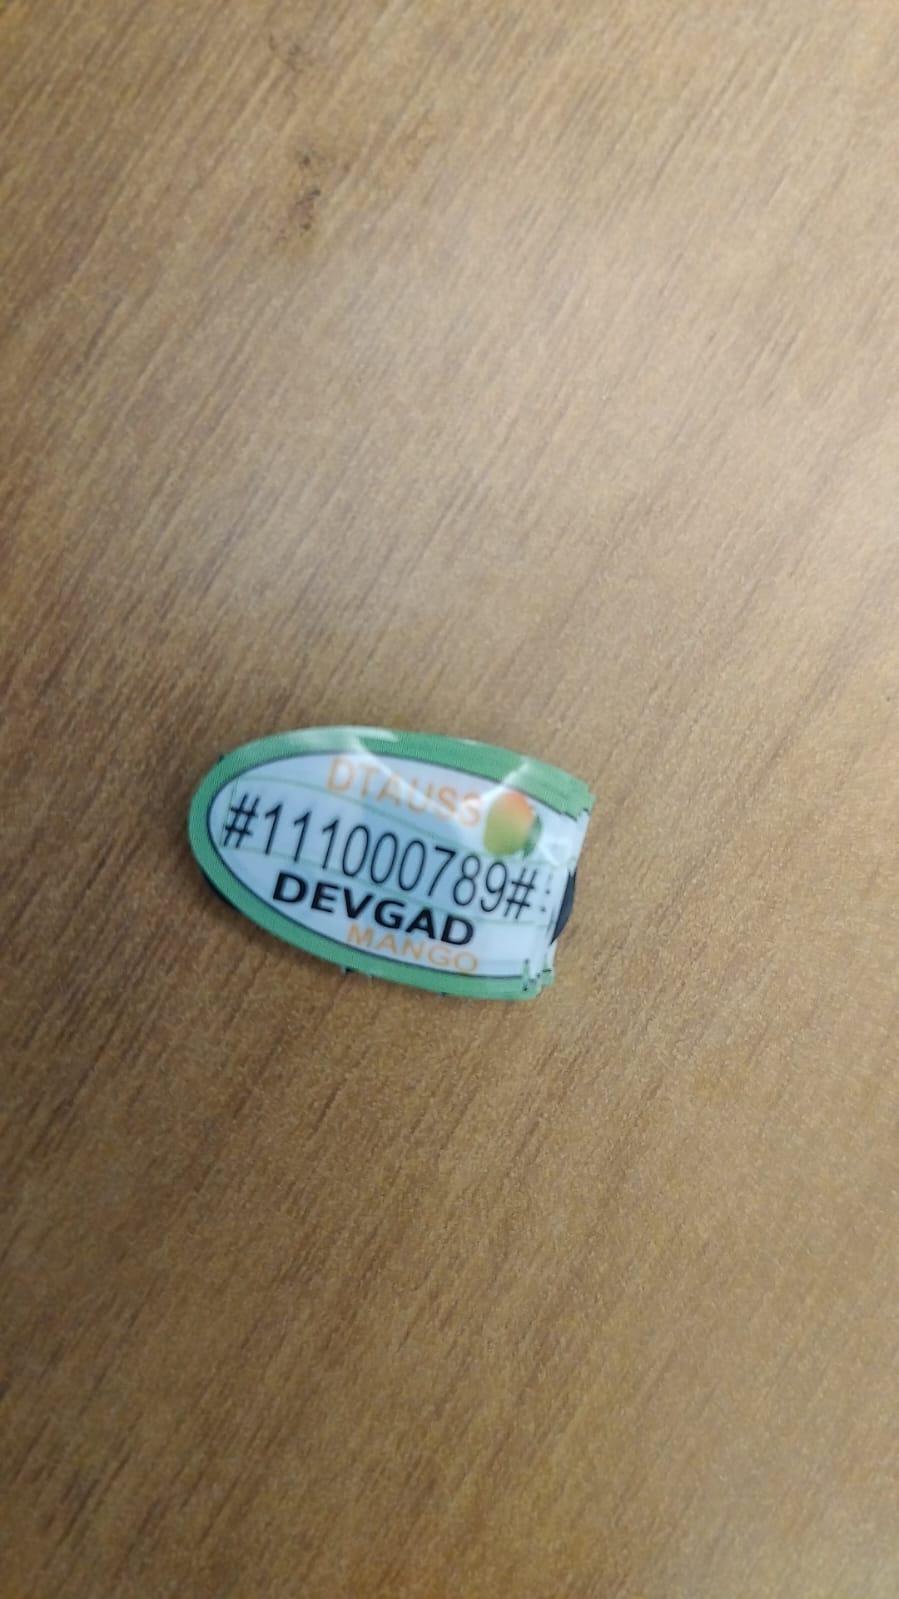 DTAUSS
#111000789#
DEVGAD
MANGO